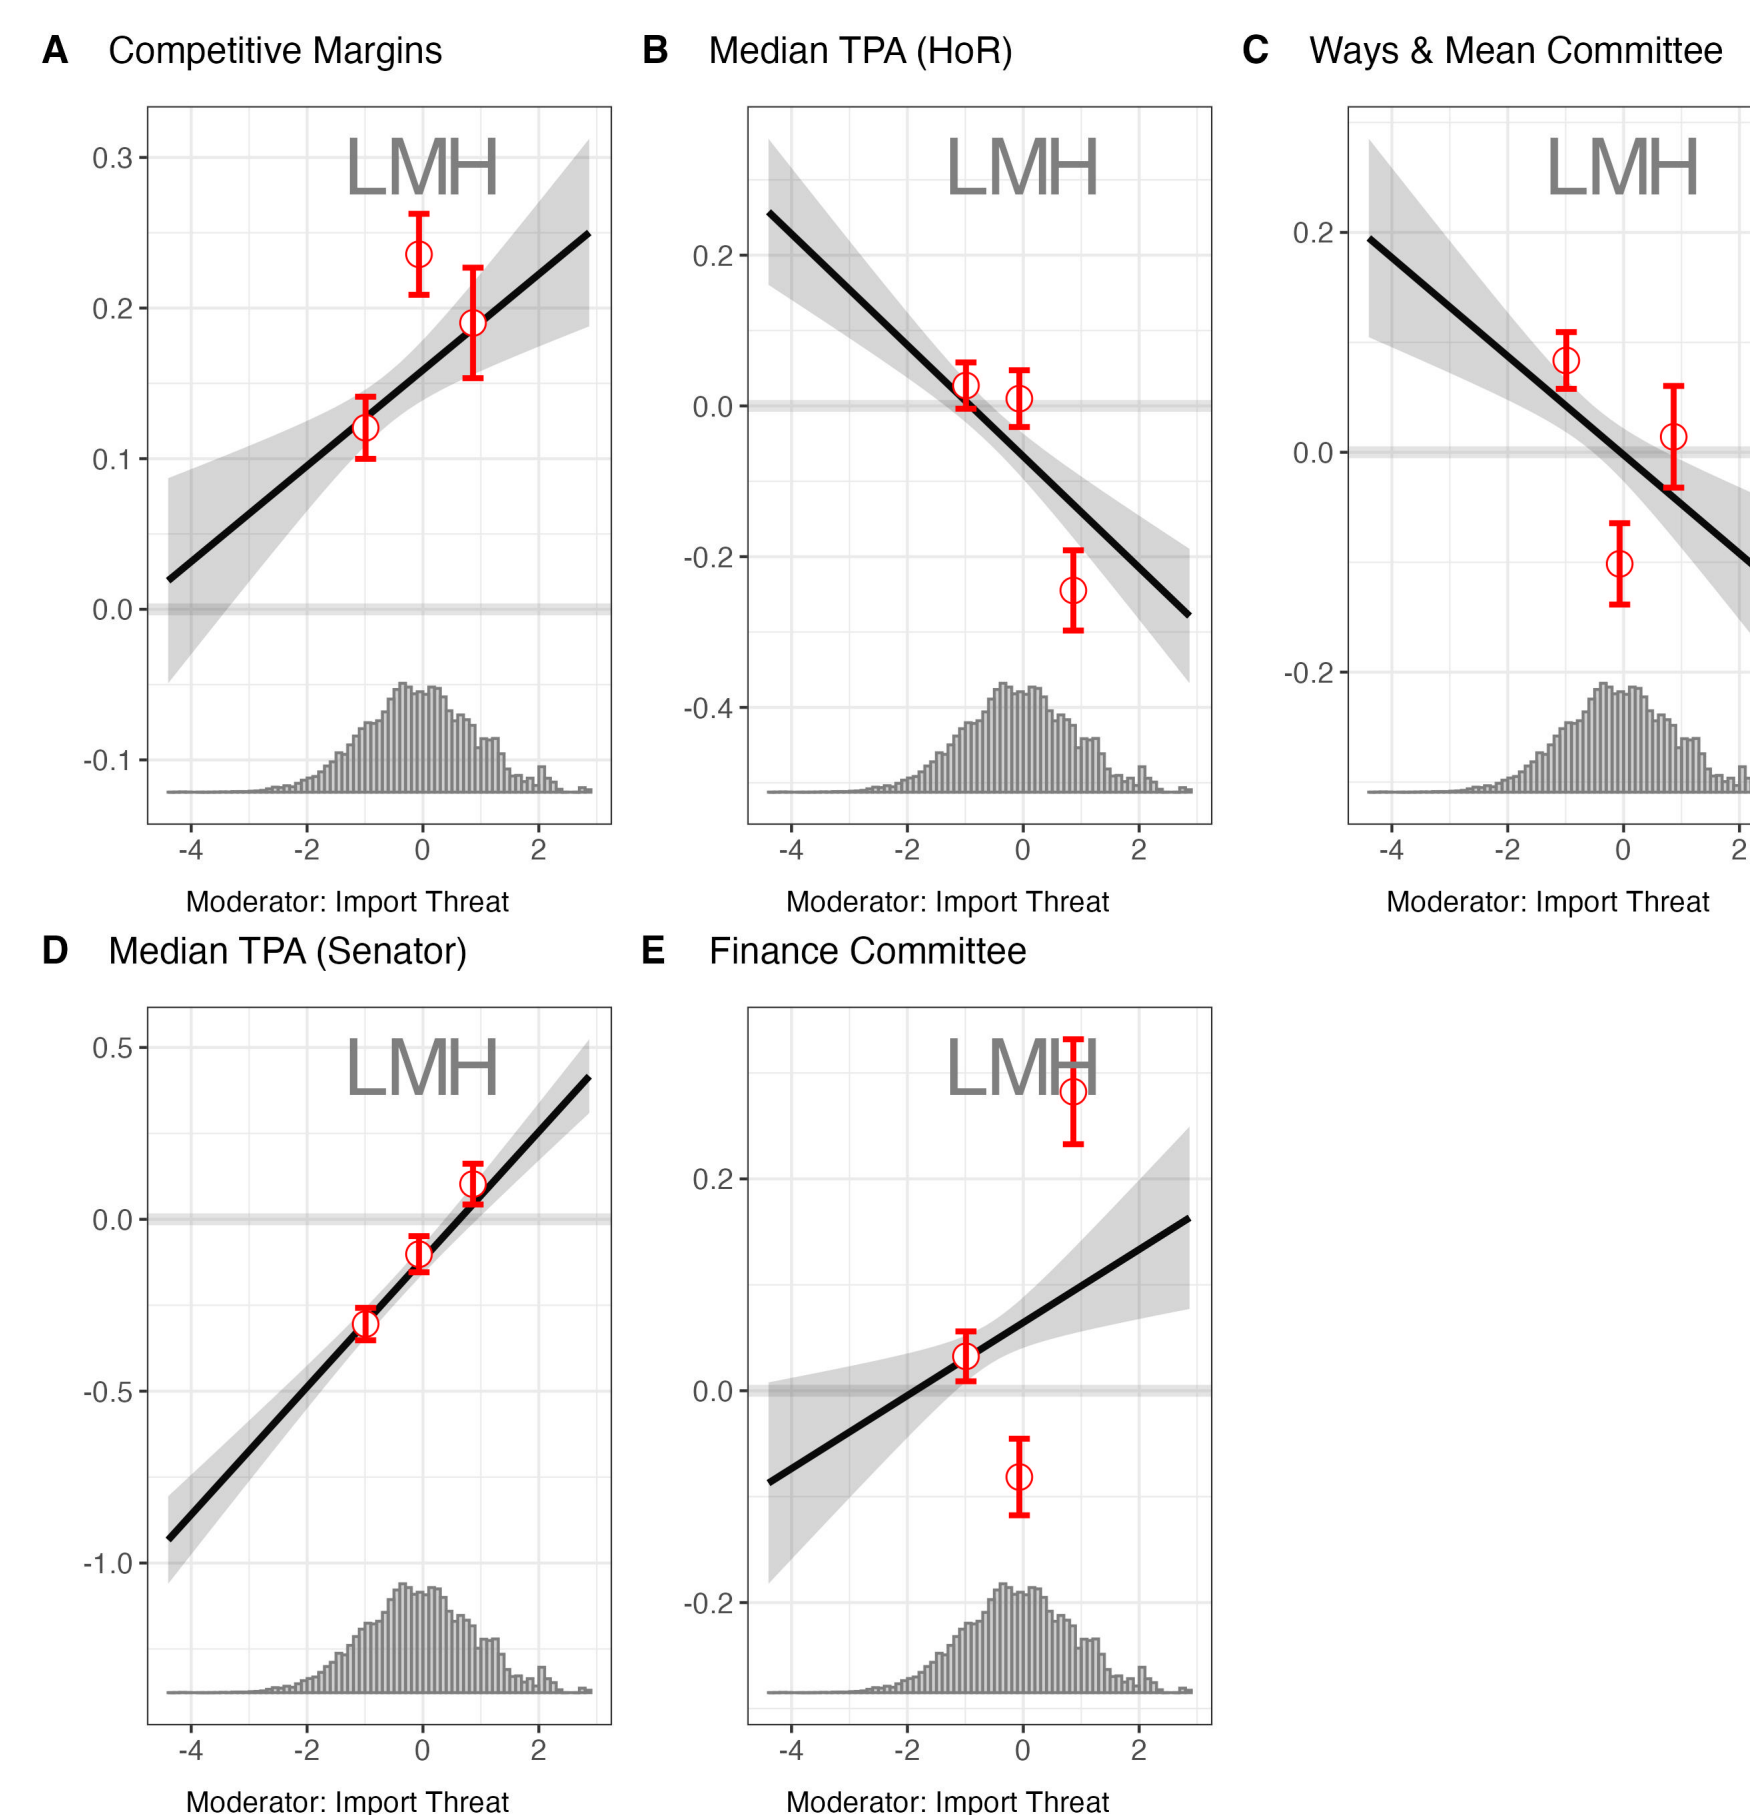 A Competitive Margins
LMH
0.3
0.2
0.1
0.0
-0.1
-4 -2 0 2
Moderator: Import Threat
B Median TPA (HoR)
LMH
0.2
0.0
-0.2
-0.4
-4 -2 0 2
Moderator: Import Threat
C Ways & Mean Committee
LMH
0.2
0.0
-0.2
-4 -2 0 2
Moderator: Import Threat
D Median TPA (Senator)
LMH
0.5
0.0
-0.5
-1.0
-4 -2 0 2
Moderator: Import Threat
E Finance Committee
LMH
0.2
0.0
-0.2
-4 -2 0 2
Moderator: Import Threat